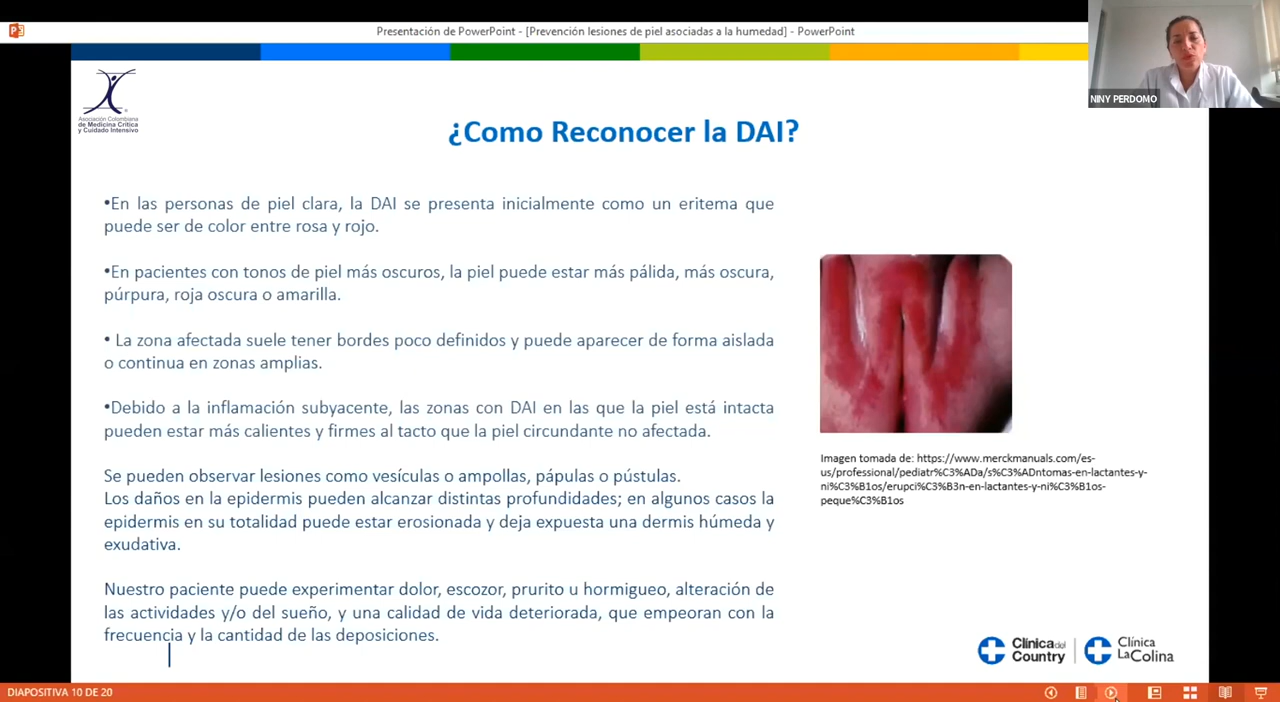 Presentación de PowerPoint - [Prevención lesiones de piel asociadas a la humedad] - PowerPoint
NINY PERDOMO
Asociación Colombiana
de Medicina Crítica
y Cuidado Intensivo
¿Como Reconocer la DAI?
•En las personas de piel clara, la DAI se presenta inicialmente como un eritema que
puede ser de color entre rosa y rojo.
•En pacientes con tonos de piel más oscuros, la piel puede estar más pálida, más oscura,
púrpura, roja oscura o amarilla.
• La zona afectada suele tener bordes poco definidos y puede aparecer de forma aislada
o continua en zonas amplias.
•Debido a la inflamación subyacente, las zonas con DAI en las que la piel está intacta
pueden estar más calientes y firmes al tacto que la piel circundante no afectada.
Se pueden observar lesiones como vesículas o ampollas, pápulas o pústulas.
Los daños en la epidermis pueden alcanzar distintas profundidades; en algunos casos la
epidermis en su totalidad puede estar erosionada y deja expuesta una dermis húmeda y
exudativa.
Nuestro paciente puede experimentar dolor, escozor, prurito u hormigueo, alteración de
las actividades y/o del sueño, y una calidad de vida deteriorada, que empeoran con la
frecuencia y la cantidad de las deposiciones.
Imagen tomada de: https://www.merckmanuals.com/es-
us/professional/pediatr%C3%ADa/s%C3%ADntomas-en-lactantes-y-
ni%C3%B1os/erupci%C3%B3n-en-lactantes-y-ni%C3%B1os-
peque%C3%B1os
Clínica del
Country
Clínica
La Colina
DIAPOSITIVA 10 DE 20